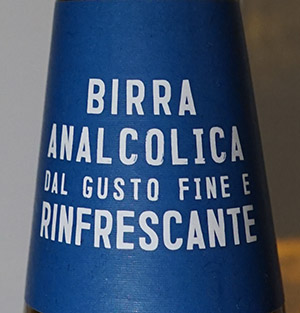 BIRRA
ANALCOLICA
DAL GUSTO FINE E
RINFRESCANTE